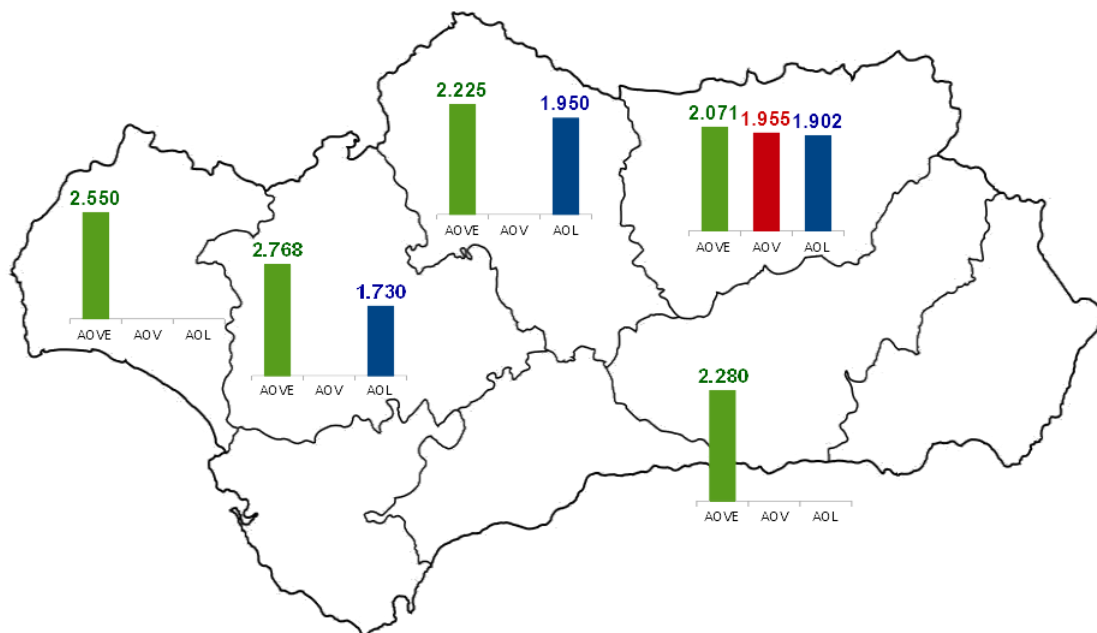 2.225
1.950
AOVE AOV AOL
2.071
1.955
1.902
AOVE AOV AOL
2.550
AOVE AOV AOL
2.768
1.730
AOVE AOV AOL
2.280
AOVE AOV AOL